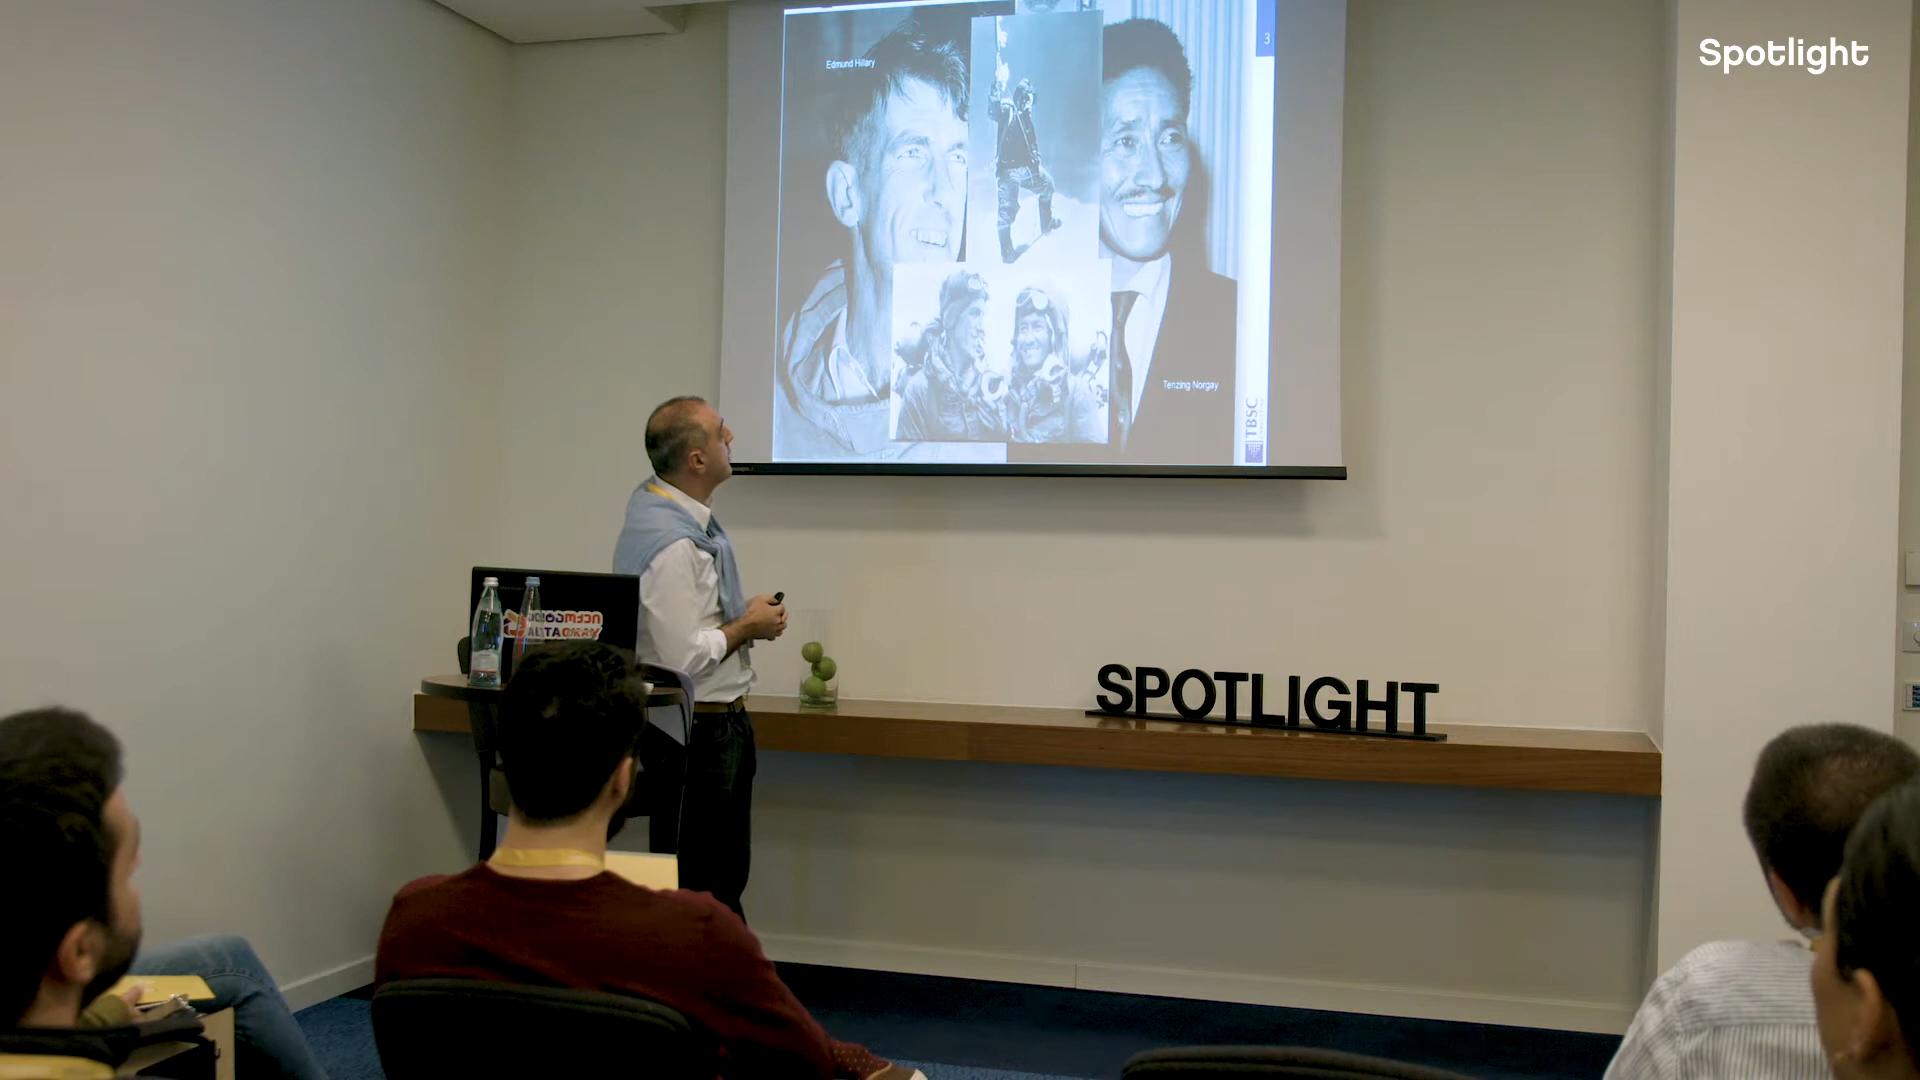 Spotlight
Edmund Hillary
3
Tenzing Norgay
TBSC
SPOTLIGHT